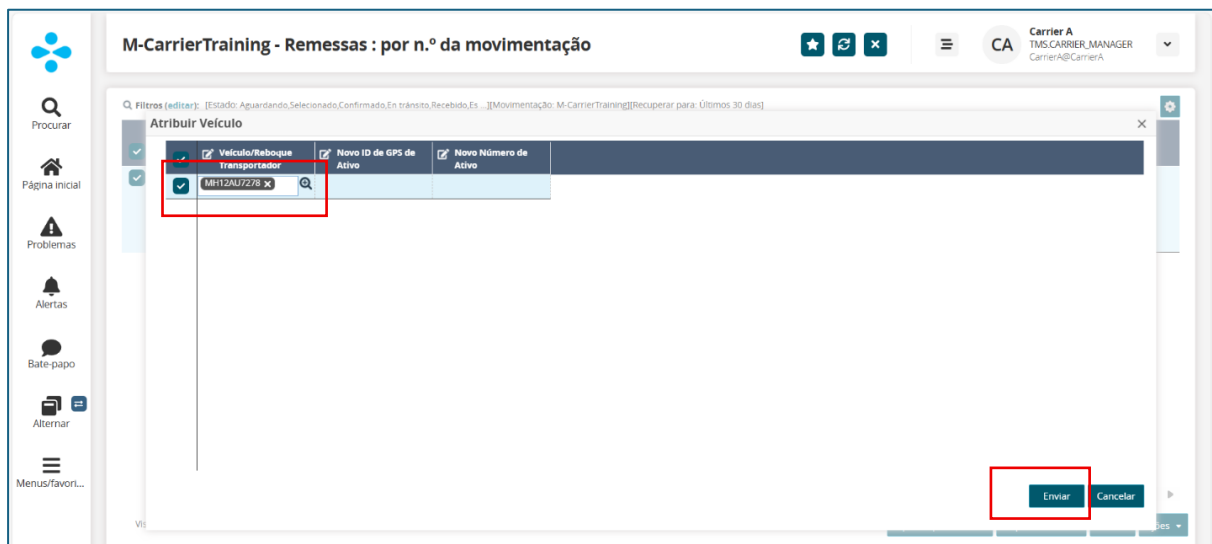 M-CarrierTraining - Remessas : por n.º da movimentação
CA
Carrier A
TMS.CARRIER_MANAGER
CarrierA@CarrierA
Procurar
Página inicial
Problemas
Alertas
Bate-papo
Alternar
Menus/favori...
Filtros (editar): [Estado: Aguardando,Selecionado,Confirmado,En trânsito,Recebido,Es ...][Movimentação: M-CarrierTraining][Recuperar para: Últimos 30 dias]
Atribuir Veículo
Veículo/Reboque
Transportador
Novo ID de GPS de
Ativo
Novo Número de
Ativo
MH12AU7278
Enviar
Cancelar